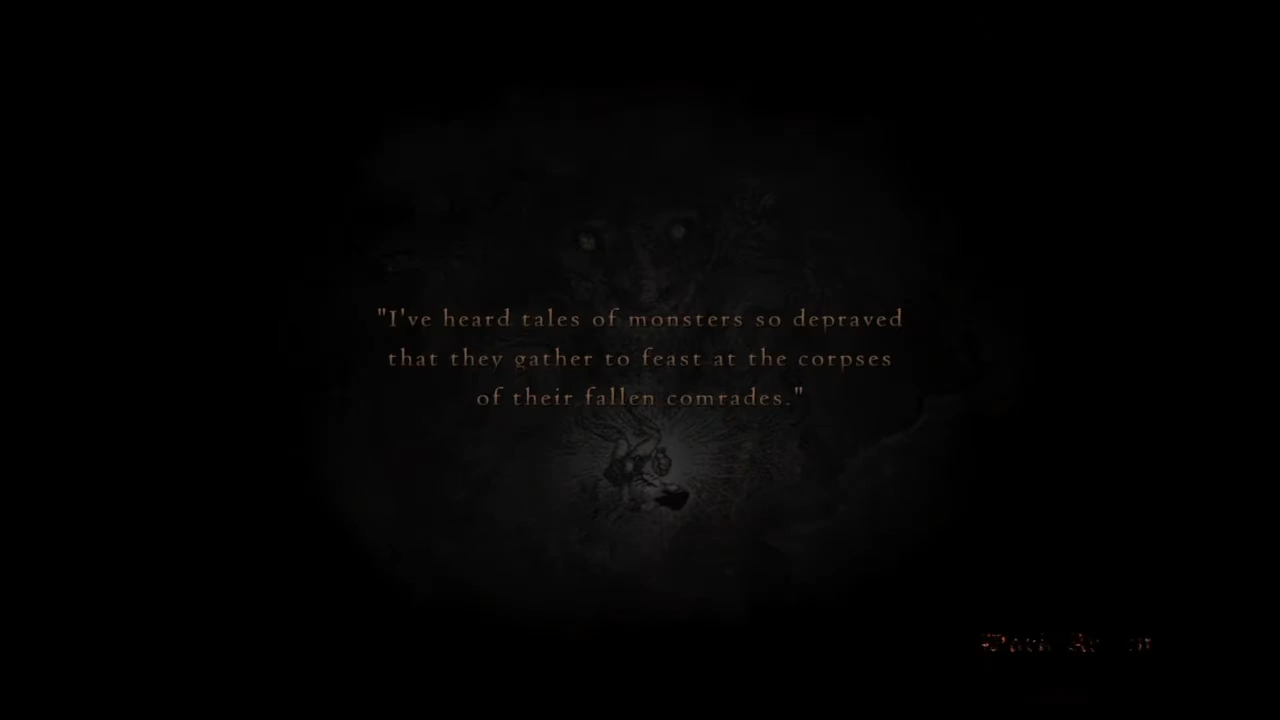 "I've heard tales of monsters so depraved
that they gather to feast at the corpses
of their fallen comrades."